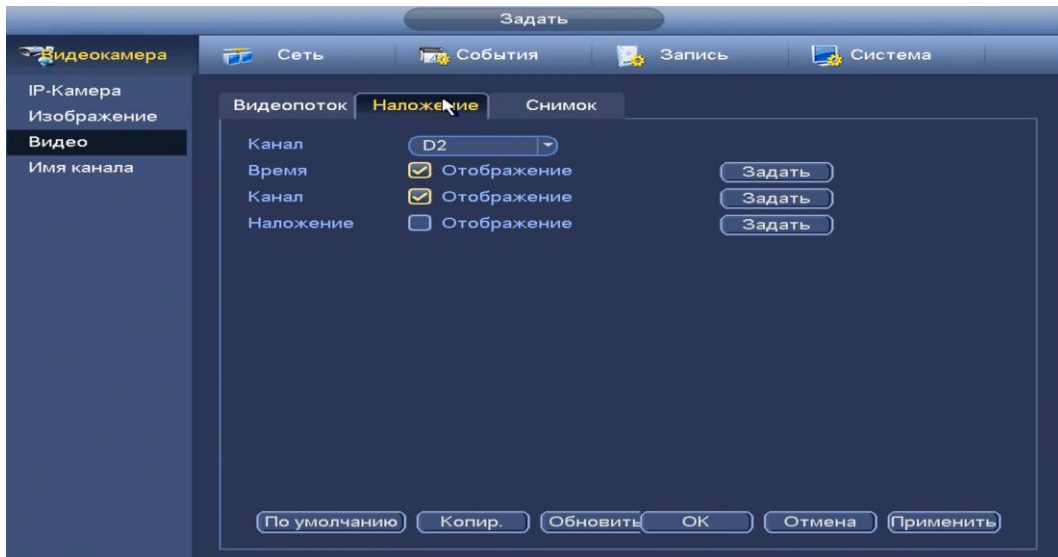 Задать
Видеокамера Сеть События Запись Система
IP-Камера
Изображение
Видео
Имя канала
Видеопоток Наложение Снимок
Канал D2
Время Отображение Задать
Канал Отображение Задать
Наложение Отображение Задать
По умолчанию Копир. Обновить OK Отмена Применить